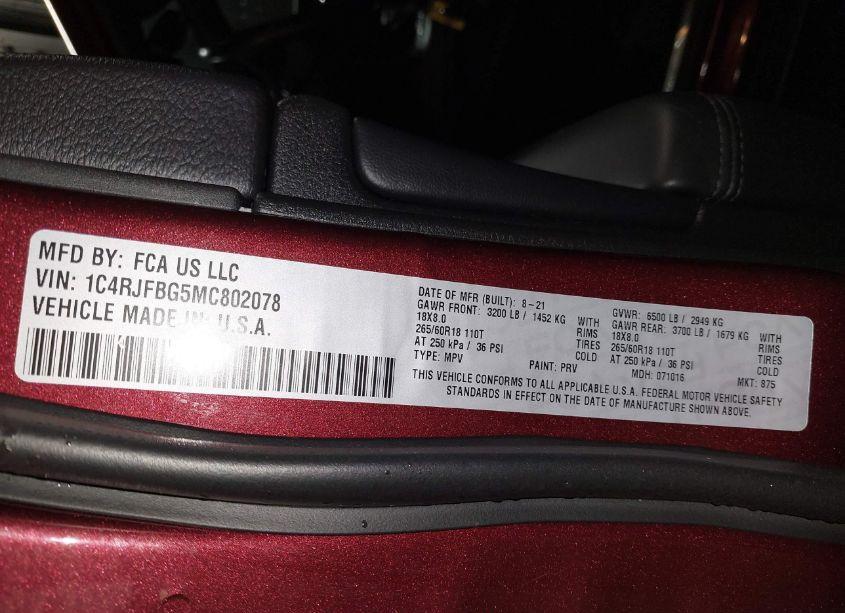 MFD BY: FCA US LLC
VIN: 1C4RJFBG5MC802078
VEHICLE MADE IN: U.S.A.
DATE OF MFR (BUILT): 8-21
GAWR FRONT: 3200 LB / 1452 KG WITH
18X8.0 RIMS
265/60R18 110T TIRES
AT 250 kPa / 36 PSI COLD
TYPE: MPV PAINT: PRV
GVWR: 6500 LB / 2949 KG
GAWR REAR: 3700 LB / 1679 KG WITH
18X8.0 RIMS
265/60R18 110T TIRES
AT 250 kPa / 36 PSI COLD
MDH: 071016 MKT: 875
THIS VEHICLE CONFORMS TO ALL APPLICABLE U.S.A. FEDERAL MOTOR VEHICLE SAFETY
STANDARDS IN EFFECT ON THE DATE OF MANUFACTURE SHOWN ABOVE.